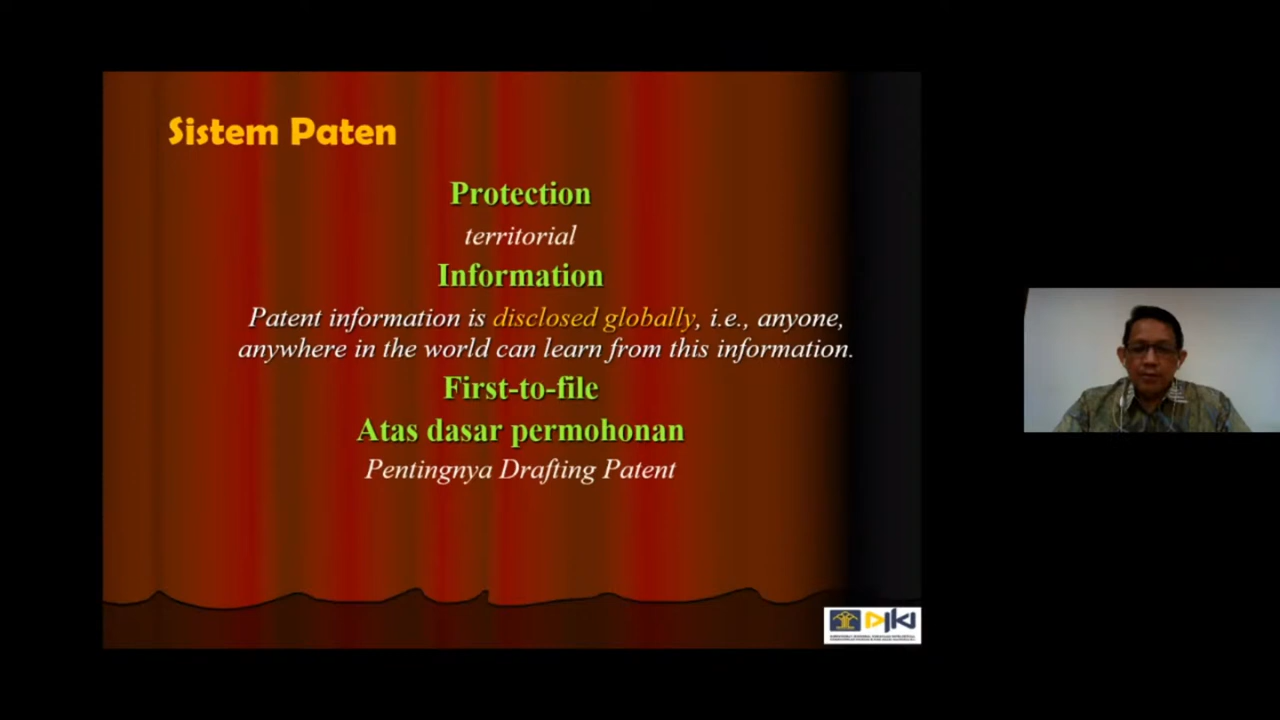 Sistem Paten
Protection
territorial
Information
Patent information is disclosed globally, i.e., anyone,
anywhere in the world can learn from this information.
First-to-file
Atas dasar permohonan
Pentingnya Drafting Patent
DJKI